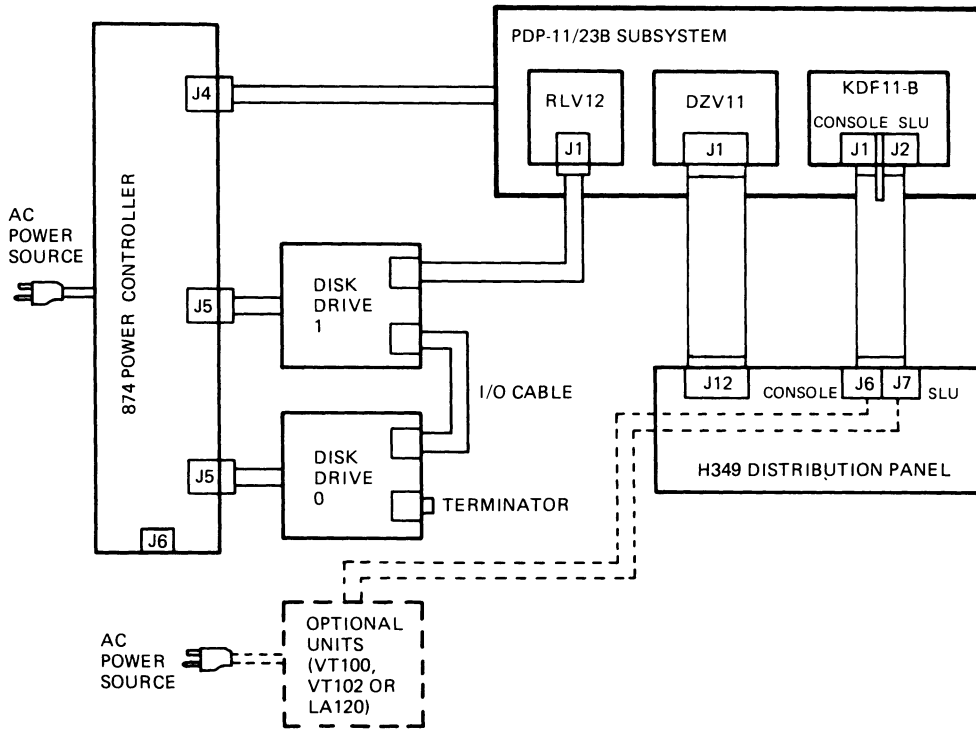 PDP-11/23B SUBSYSTEM
RLV12
J1
DZV11
J1
KDF11-B
CONSOLE SLU
J1
J2
J4
AC
POWER
SOURCE
874 POWER CONTROLLER
J5
DISK
DRIVE
1
I/O CABLE
J12
CONSOLE
J6
J7
SLU
H349 DISTRIBUTION PANEL
J5
DISK
DRIVE
0
TERMINATOR
J6
AC
POWER
SOURCE
OPTIONAL
UNITS
(VT100,
VT102 OR
LA120)